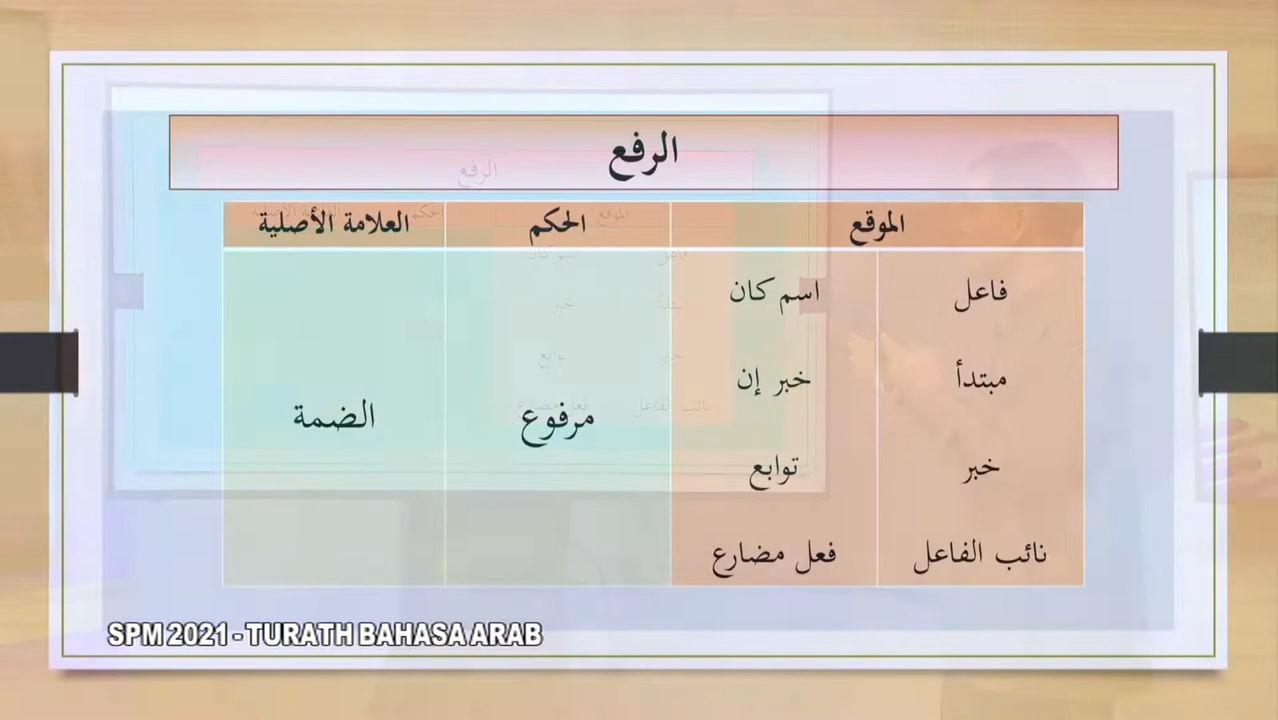 الرفع
الموقع الحكم العلامة الأصلية
فاعل اسم كان
مبتدأ خبر إن
مرفوع الضمة
خبر توابع
نائب الفاعل فعل مضارع
SPM 2021 - TURATH BAHASA ARAB